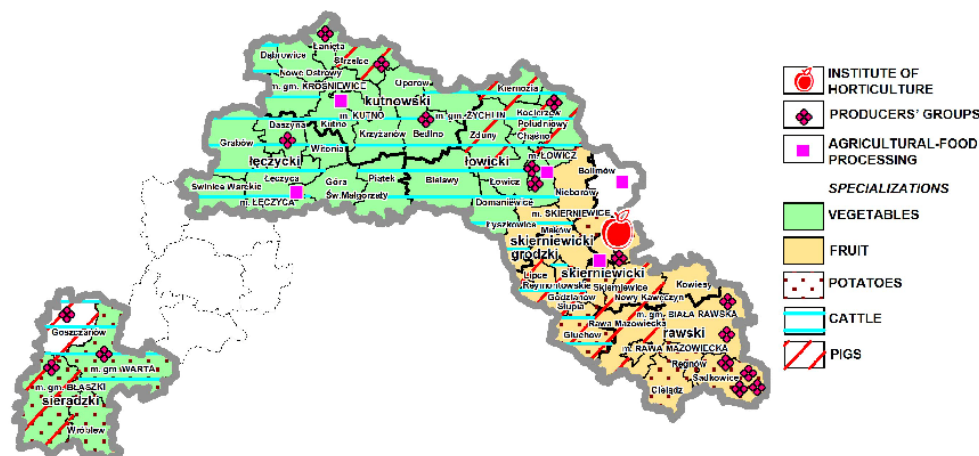 Łanięta
Dąbrowice
Strzelce
Nowe Ostrowy
Oporów
m. gm. KROŚNIEWICE
kutnowski
Kiernozia
m. KUTNO
m. gm. ŻYCHLIN
Kocierzew
Południowy
Daszyna
Kutno
Krzyżanów
Bedlno
Zduny
Chąśno
Grabów
Witonia
łęczycki
łowicki
m. ŁOWICZ
Bolimów
Łęczyca
Góra
Św.Małgorzaty
Piątek
Bielawy
Łowicz
Nieborów
Świnice Warckie
m. ŁĘCZYCA
Domaniewice
m. SKIERNIEWICE
Łyszkowice
Maków
skierniewicki
grodzki
skierniewicki
Lipce
Reymontowskie
Skierniewice
Kowiesy
Godzianów
Nowy Kawęczyn
Słupia
m. gm. BIAŁA RAWSKA
Głuchów
Rawa Mazowiecka
rawski
m. RAWA MAZOWIECKA
Regnów
Sadkowice
Cielądz
Goszczanów
m. gm. WARTA
m. gm. BŁASZKI
sieradzki
Wróblew
INSTITUTE OF
HORTICULTURE
PRODUCERS' GROUPS
AGRICULTURAL-FOOD
PROCESSING
SPECIALIZATIONS
VEGETABLES
FRUIT
POTATOES
CATTLE
PIGS